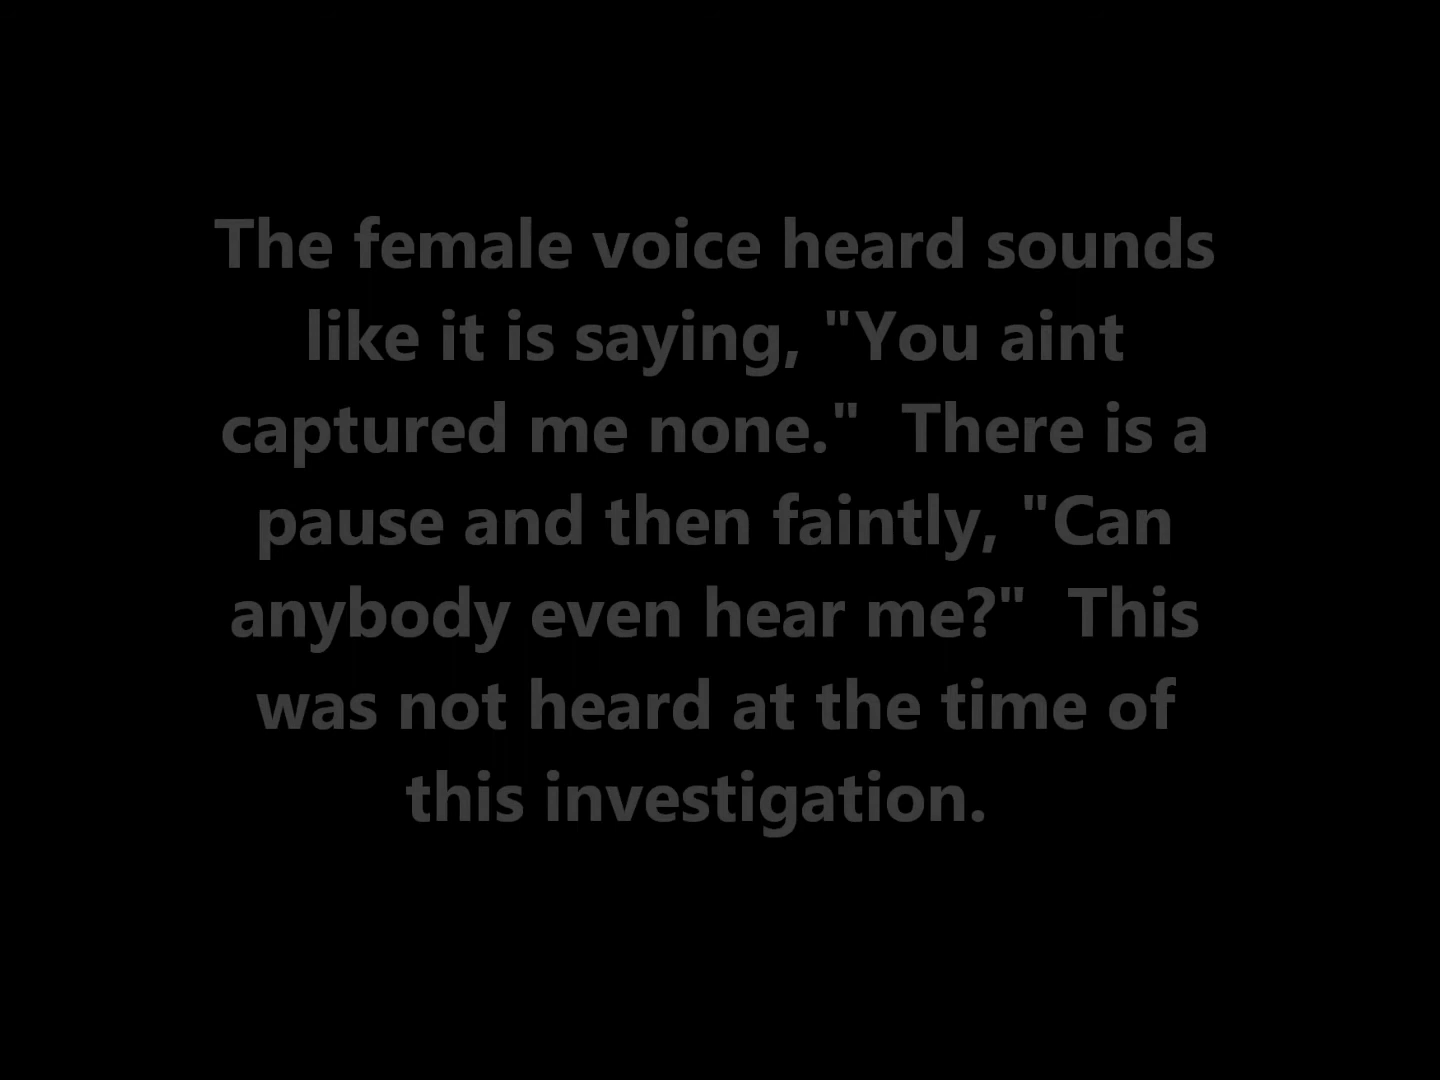 The female voice heard sounds
like it is saying, "You aint
captured me none."  There is a
pause and then faintly, "Can
anybody even hear me?"  This
was not heard at the time of
this investigation.